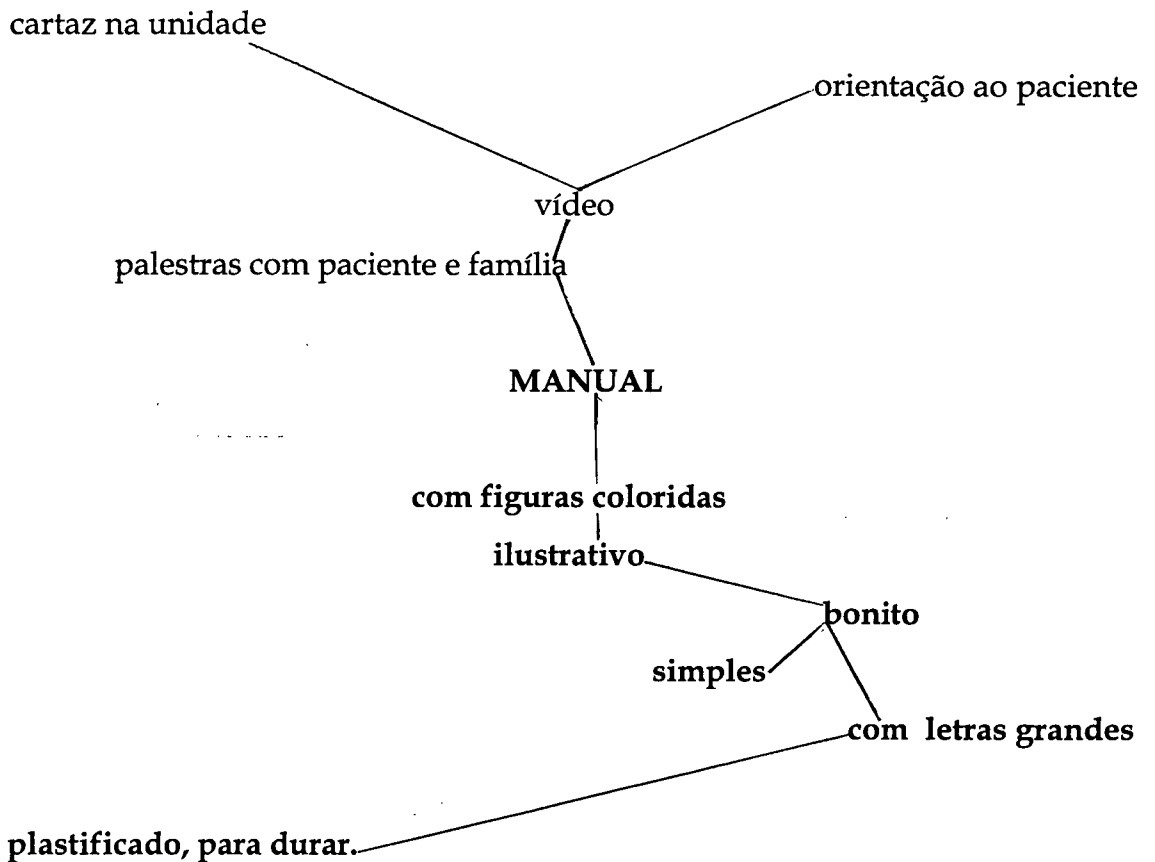 cartaz na unidade
orientação ao paciente
vídeo
palestras com paciente e família
MANUAL
com figuras coloridas
ilustrativo
bonito
simples
com letras grandes
plastificado, para durar.